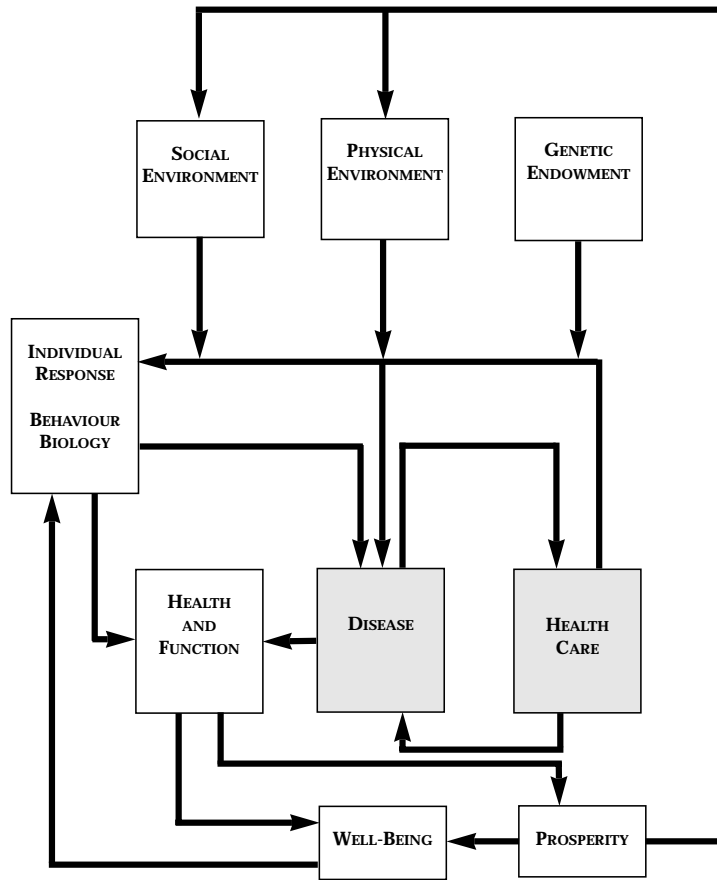 SOCIAL
ENVIRONMENT
PHYSICAL
ENVIRONMENT
GENETIC
ENDOWMENT
INDIVIDUAL
RESPONSE
BEHAVIOUR
BIOLOGY
HEALTH
AND
FUNCTION
DISEASE
HEALTH
CARE
WELL-BEING
PROSPERITY